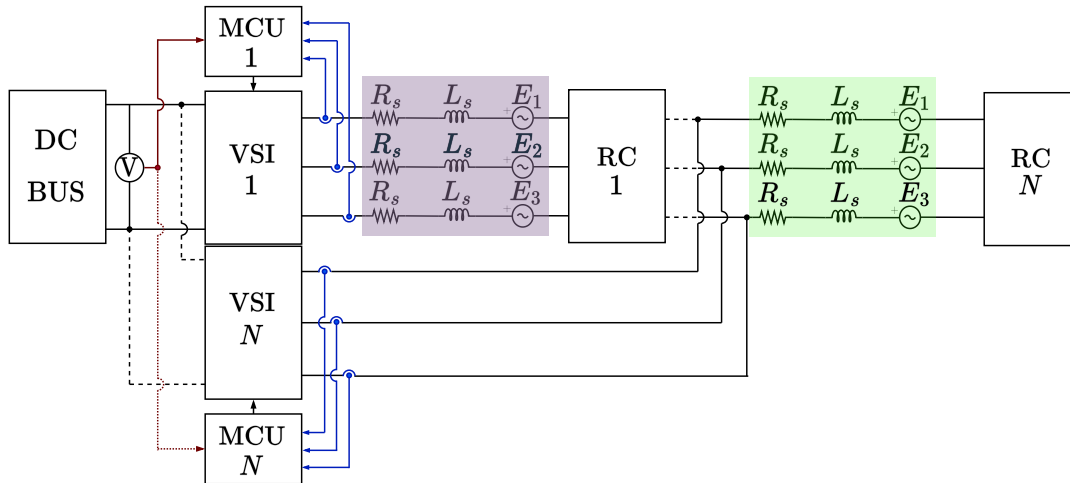 MCU
1
DC
BUS
V
VSI
1
R_s L_s + E_1
R_s L_s + E_2
R_s L_s + E_3
RC
1
R_s L_s + E_1
R_s L_s + E_2
R_s L_s + E_3
RC
N
VSI
N
MCU
N